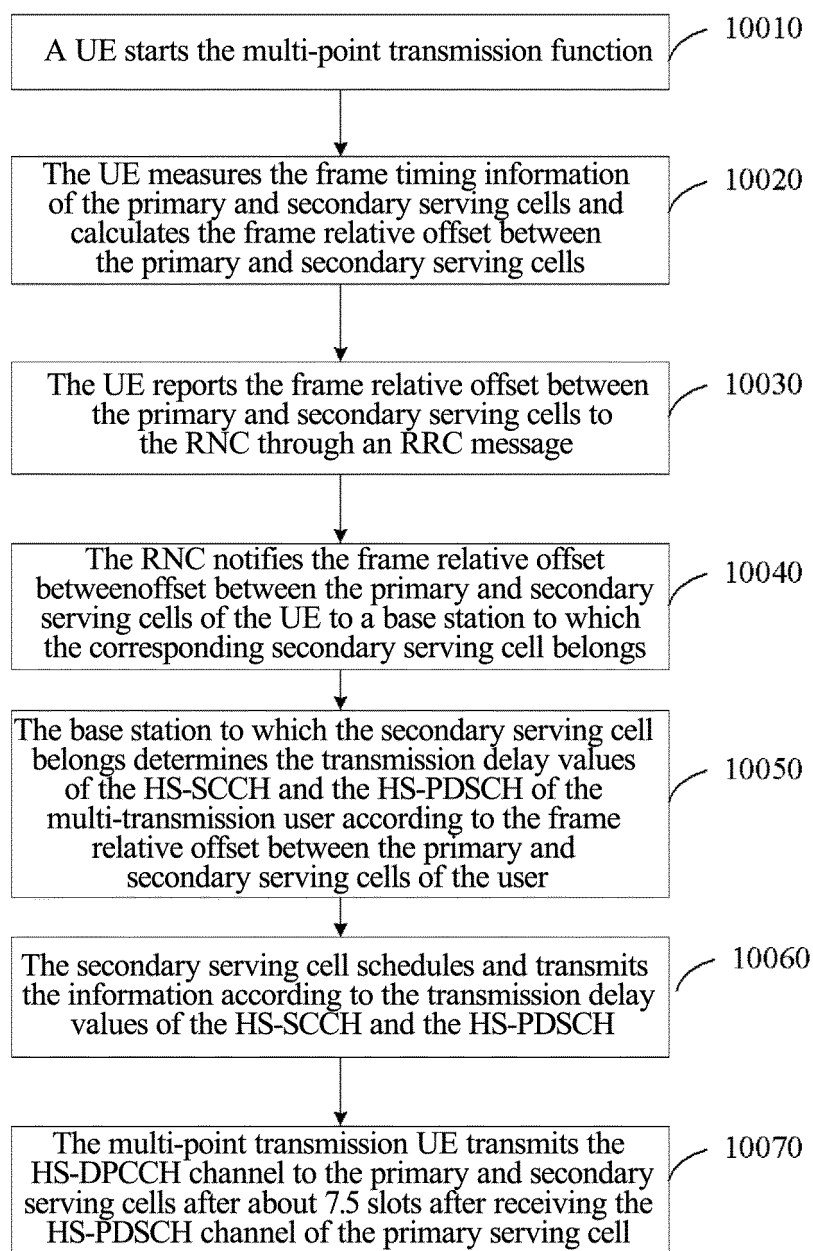 A UE starts the multi-point transmission function
10010
The UE measures the frame timing information
of the primary and secondary serving cells and
calculates the frame relative offset between
the primary and secondary serving cells
10020
The UE reports the frame relative offset between
the primary and secondary serving cells to
the RNC through an RRC message
10030
The RNC notifies the frame relative offset
betweenoffset between the primary and secondary
serving cells of the UE to a base station to which
the corresponding secondary serving cell belongs
10040
The base station to which the secondary serving cell
belongs determines the transmission delay values
of the HS-SCCH and the HS-PDSCH of the
multi-transmission user according to the frame
relative offset between the primary and
secondary serving cells of the user
10050
The secondary serving cell schedules and transmits
the information according to the transmission delay
values of the HS-SCCH and the HS-PDSCH
10060
The multi-point transmission UE transmits the
HS-DPCCH channel to the primary and secondary
serving cells after about 7.5 slots after receiving the
HS-PDSCH channel of the primary serving cell
10070